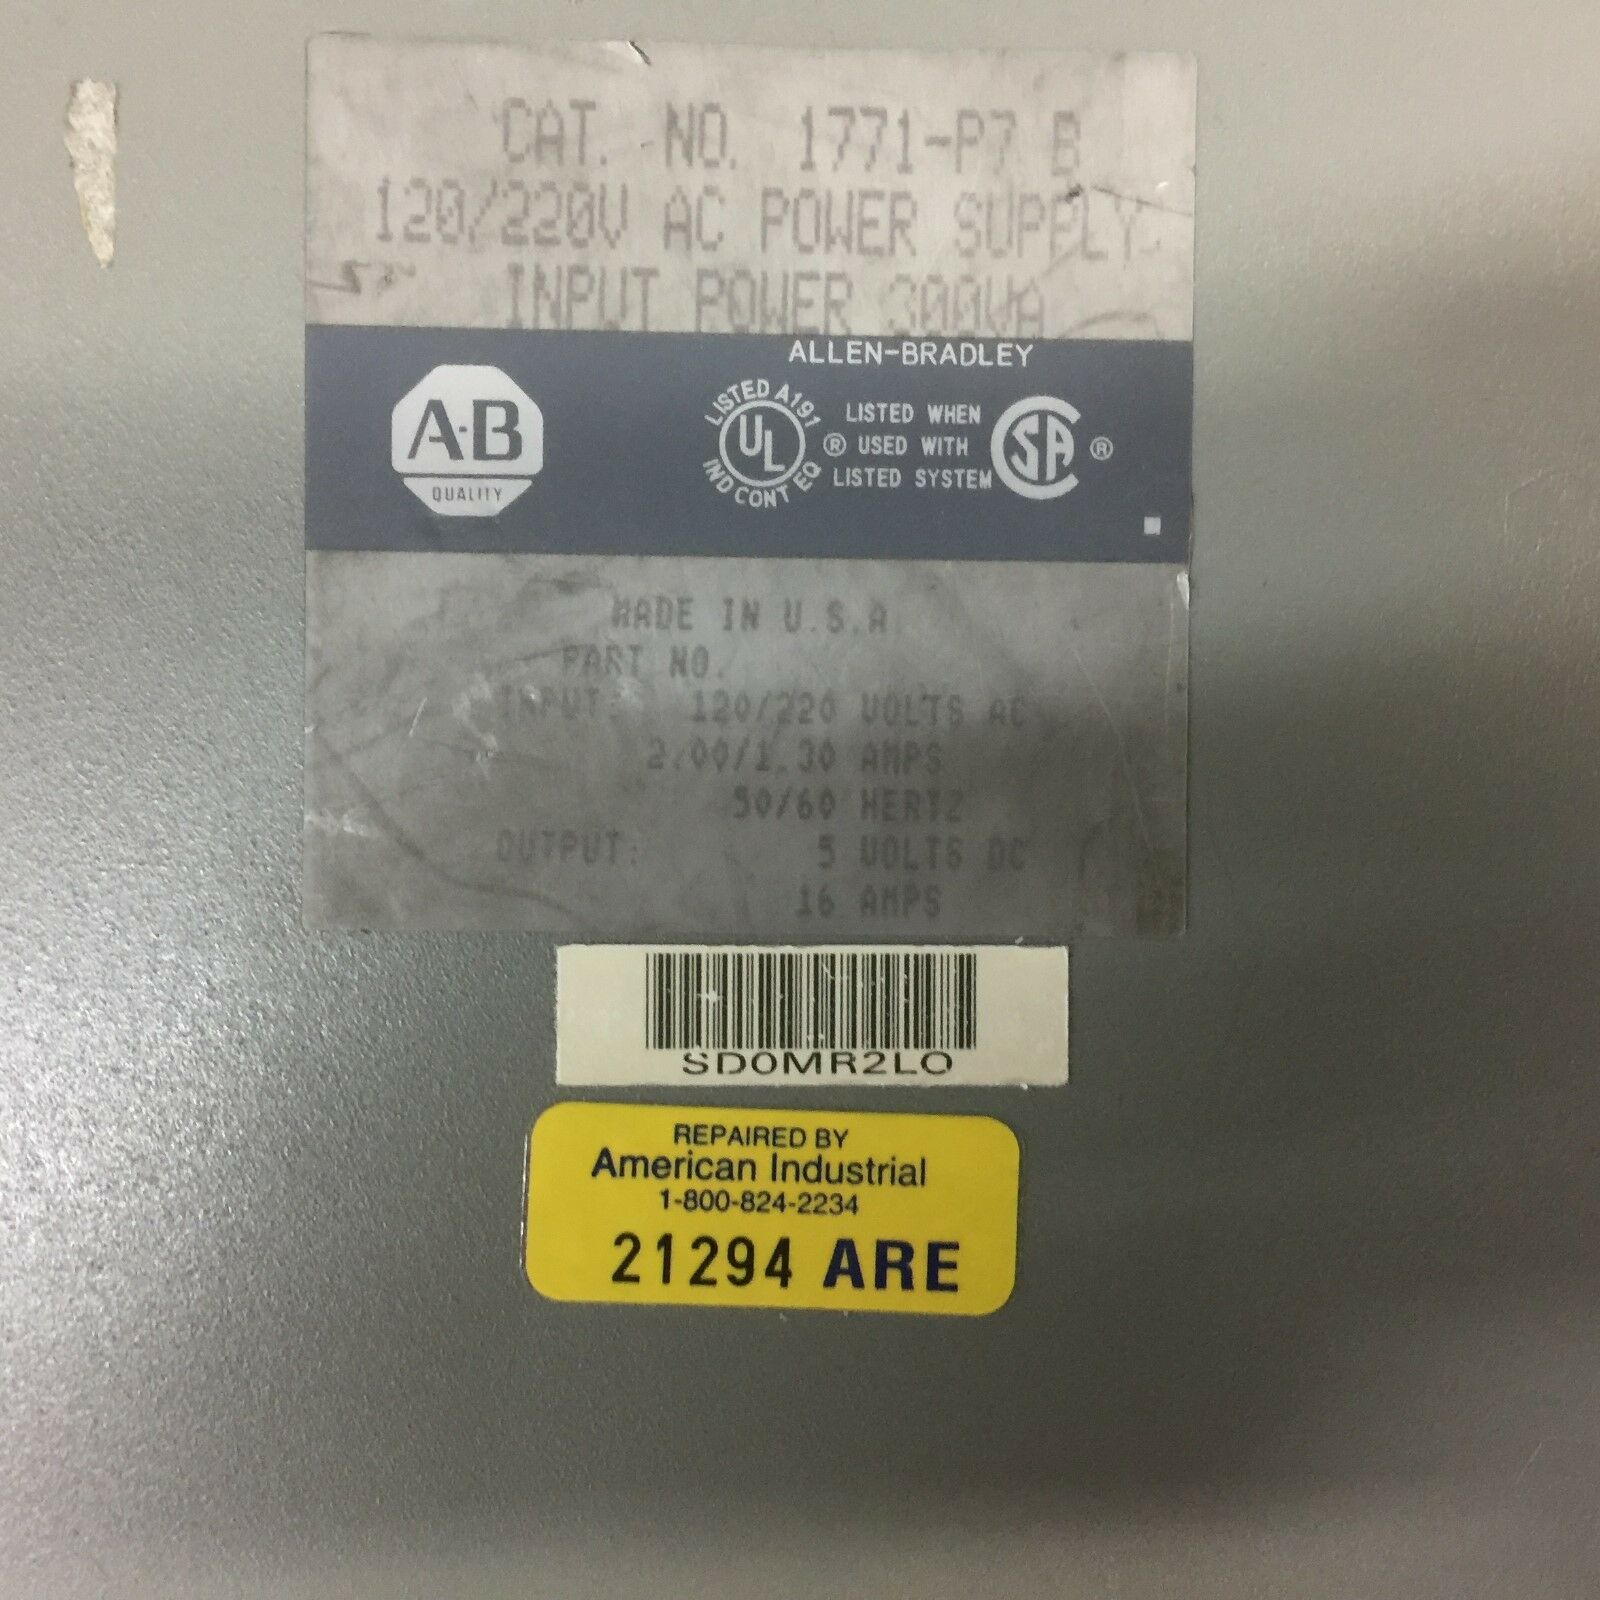 CAT. NO. 1771-P7 B
120/220V AC POWER SUPPLY
INPUT POWER 300VA
ALLEN-BRADLEY
A-B
QUALITY
LISTED A191
UL
IND CONT EQ
®
LISTED WHEN
USED WITH
LISTED SYSTEM
SA
®
MADE IN U.S.A
PART NO.
INPUT: 120/220 VOLTS AC
2.00/1.30 AMPS
50/60 HERTZ
OUTPUT: 5 VOLTS DC
16 AMPS
SD0MR2LO
REPAIRED BY
American Industrial
1-800-824-2234
21294 ARE